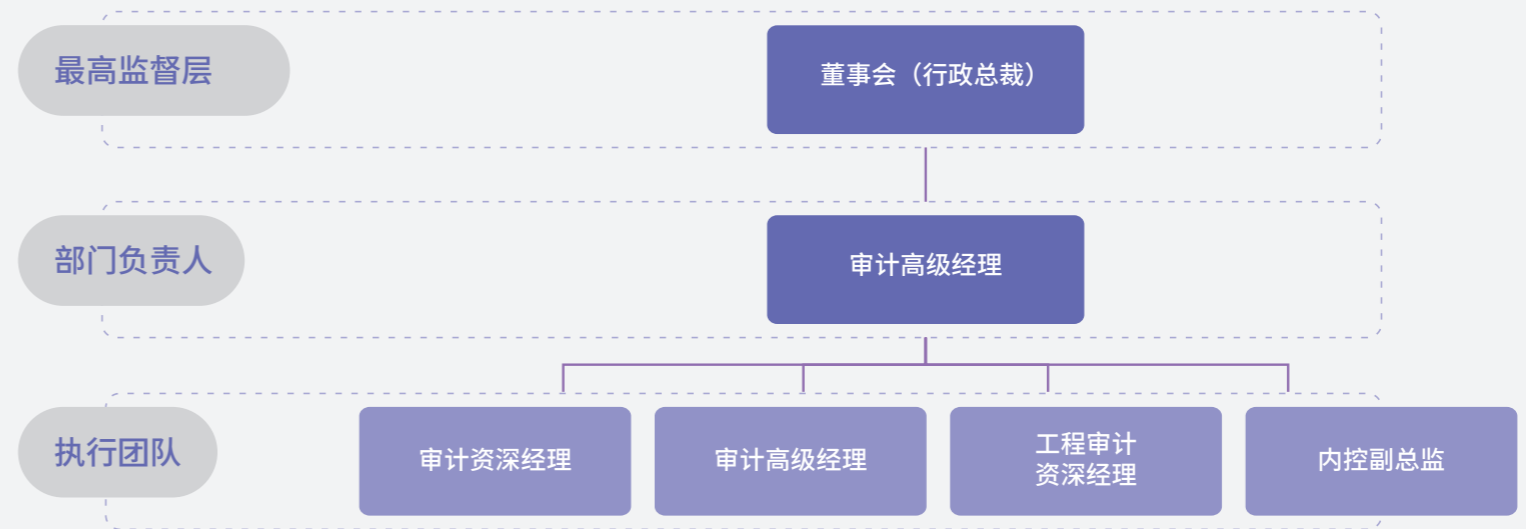 最高监督层
董事会（行政总裁）
部门负责人
审计高级经理
执行团队
审计资深经理
审计高级经理
工程审计
资深经理
内控副总监